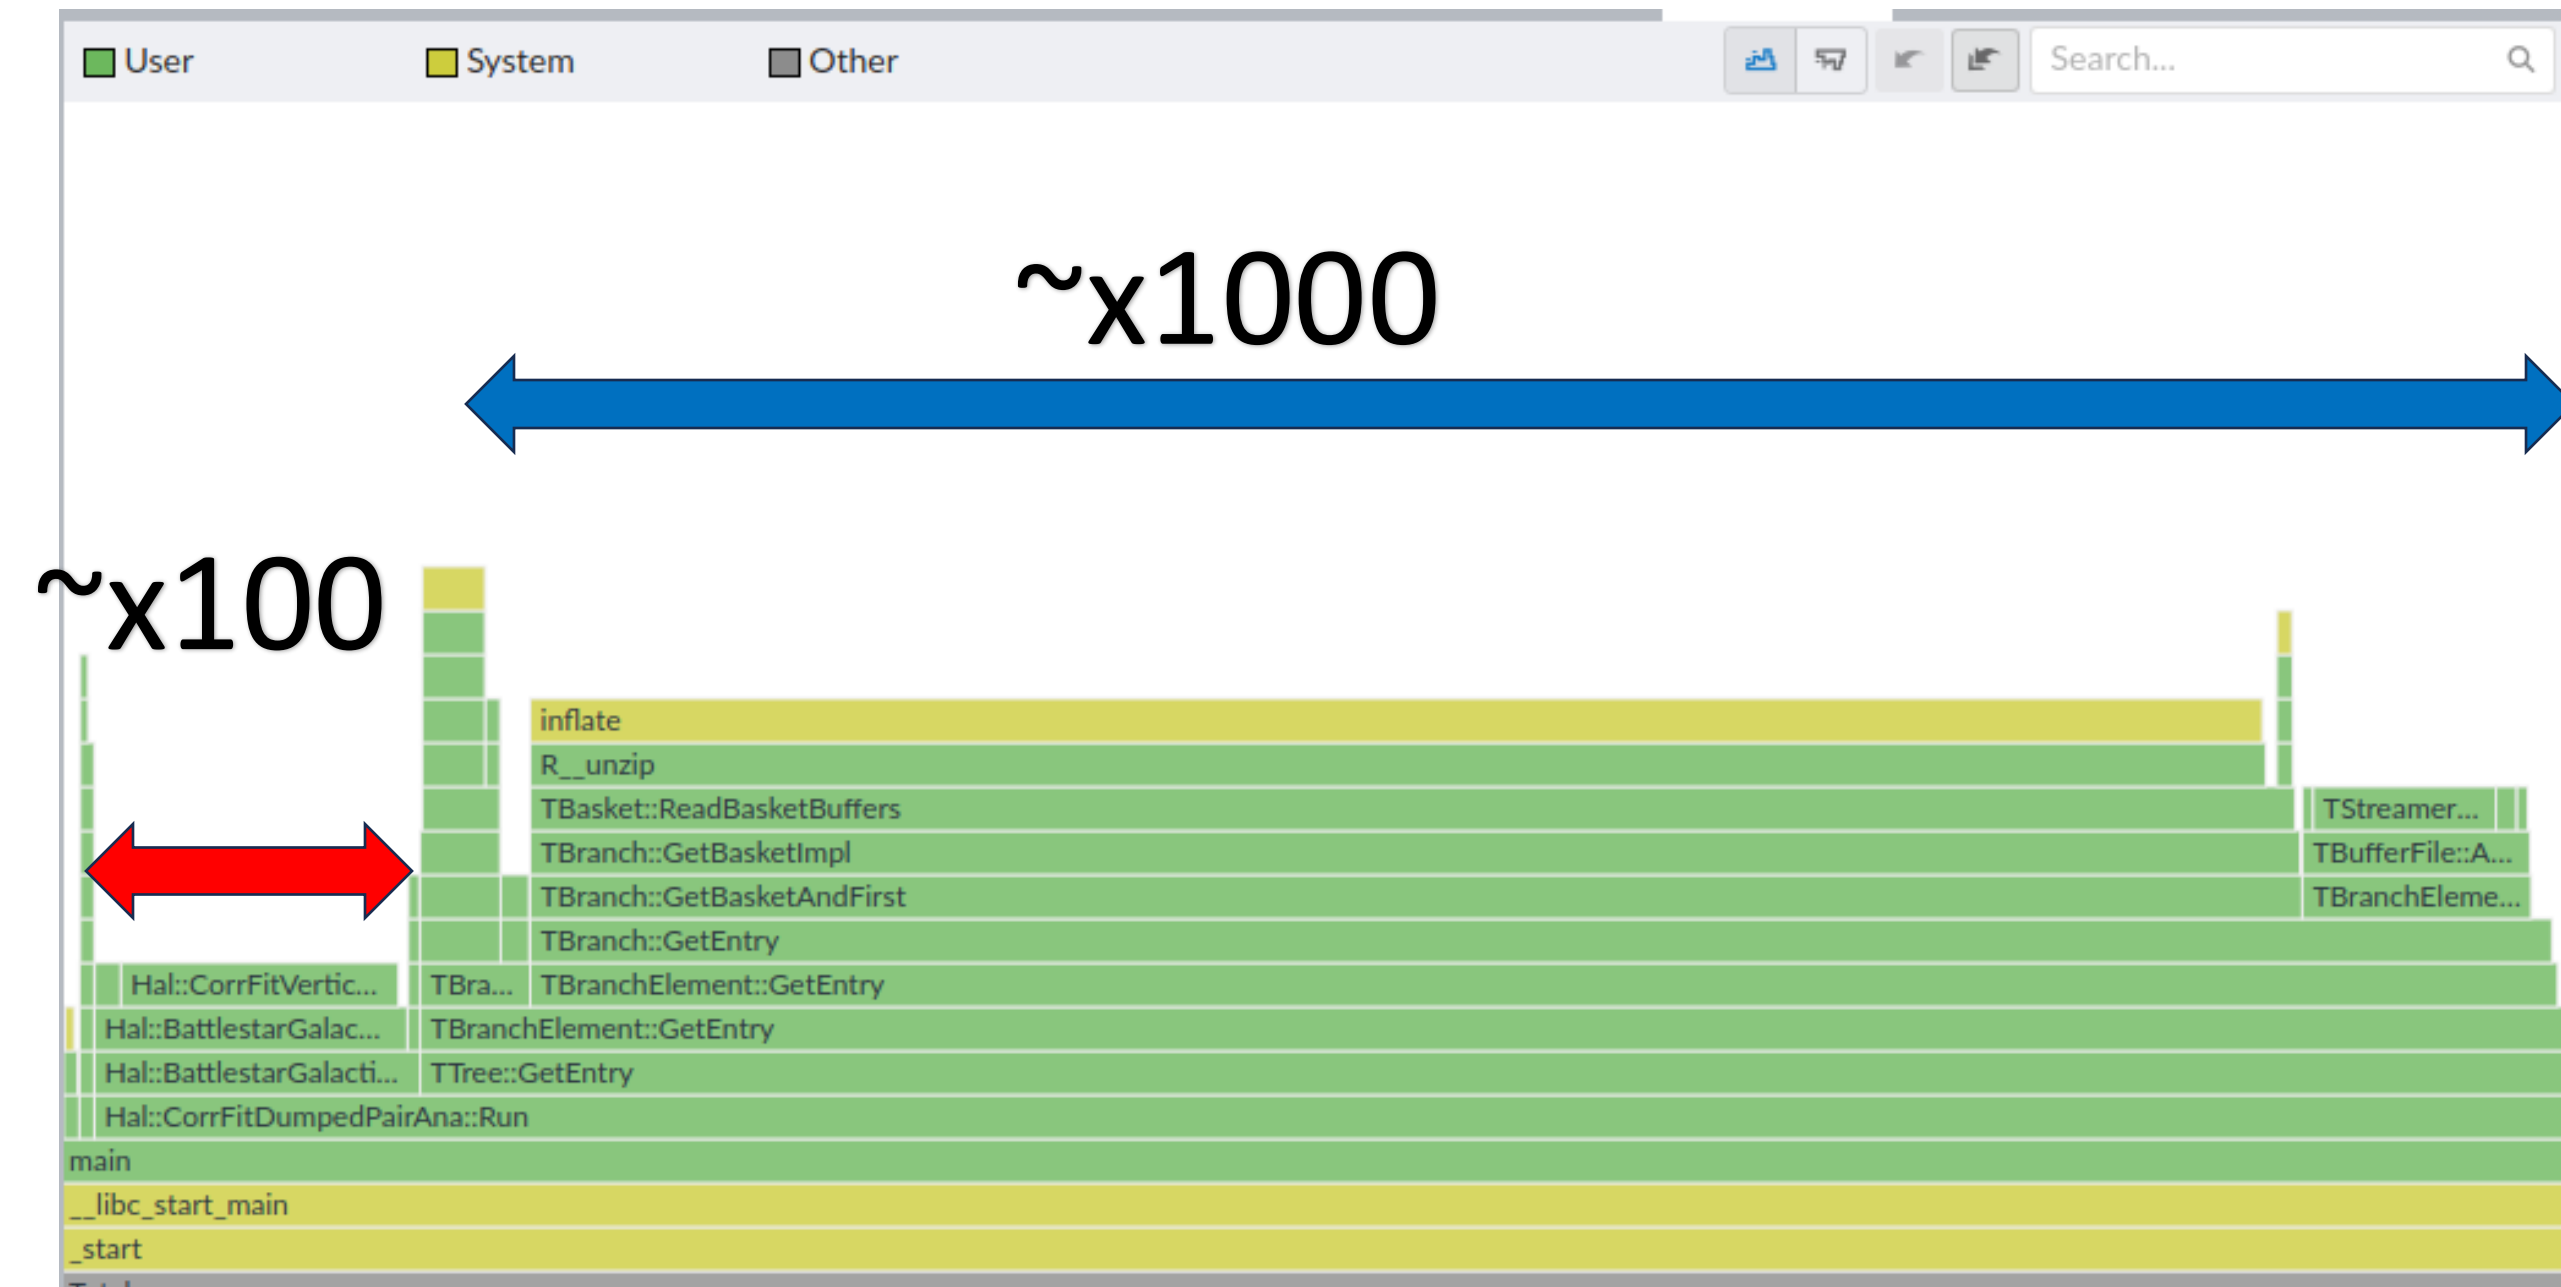 User System Other Search...
~x1000
~x100
inflate
R__unzip
TBasket::ReadBasketBuffers TStreamer...
TBranch::GetBasketImpl TBufferFile::A...
TBranch::GetBasketAndFirst TBranchEleme...
TBranch::GetEntry
Hal::CorrFitVertic... TBra... TBranchElement::GetEntry
Hal::BattlestarGalac... TBranchElement::GetEntry
Hal::BattlestarGalacti... TTree::GetEntry
Hal::CorrFitDumpedPairAna::Run
main
__libc_start_main
_start